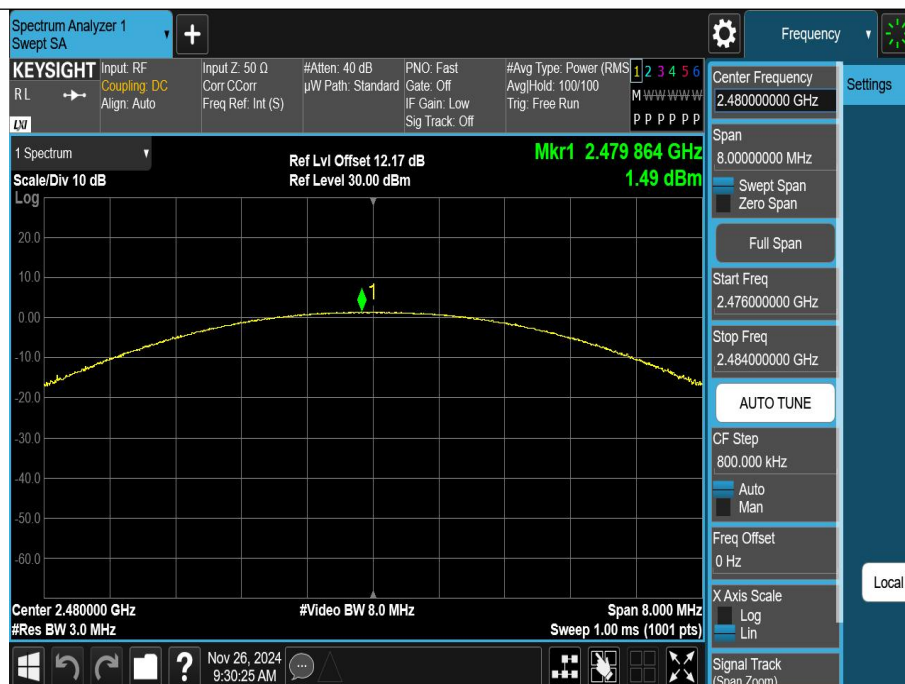 Spectrum Analyzer 1
Swept SA
+
Frequency
KEYSIGHT
RL
LXI
Input: RF
Coupling: DC
Align: Auto
Input Z: 50 Ω
Corr CCorr
Freq Ref: Int (S)
#Atten: 40 dB
µW Path: Standard
PNO: Fast
Gate: Off
IF Gain: Low
Sig Track: Off
#Avg Type: Power (RMS
Avg|Hold: 100/100
Trig: Free Run
1 2 3 4 5 6
M W W W W W
P P P P P P
1 Spectrum
Scale/Div 10 dB
Log
Ref Lvl Offset 12.17 dB
Ref Level 30.00 dBm
Mkr1 2.479 864 GHz
1.49 dBm
20.0
10.0
0.00
-10.0
-20.0
-30.0
-40.0
-50.0
-60.0
1
Center 2.480000 GHz
#Res BW 3.0 MHz
#Video BW 8.0 MHz
Span 8.000 MHz
Sweep 1.00 ms (1001 pts)
?
Nov 26, 2024
9:30:25 AM
Center Frequency
2.480000000 GHz
Span
8.00000000 MHz
Swept Span
Zero Span
Full Span
Start Freq
2.476000000 GHz
Stop Freq
2.484000000 GHz
AUTO TUNE
CF Step
800.000 kHz
Auto
Man
Freq Offset
0 Hz
X Axis Scale
Log
Lin
Signal Track
(Span Zoom)
Settings
Local